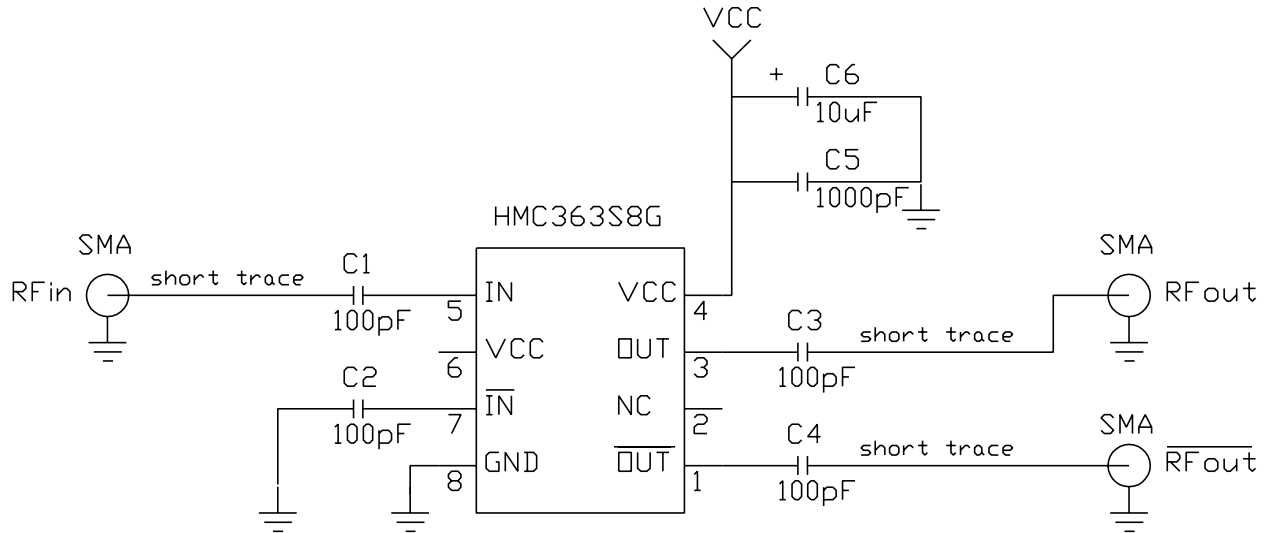 VCC
+
C6
10uF
C5
1000pF
HMC363S8G
SMA
RFin
short trace
C1
100pF
5
IN
VCC
4
SMA
RFout
C3
short trace
100pF
6
VCC
OUT
3
C2
100pF
7
IN
NC
2
C4
short trace
100pF
SMA
RFout
8
GND
OUT
1